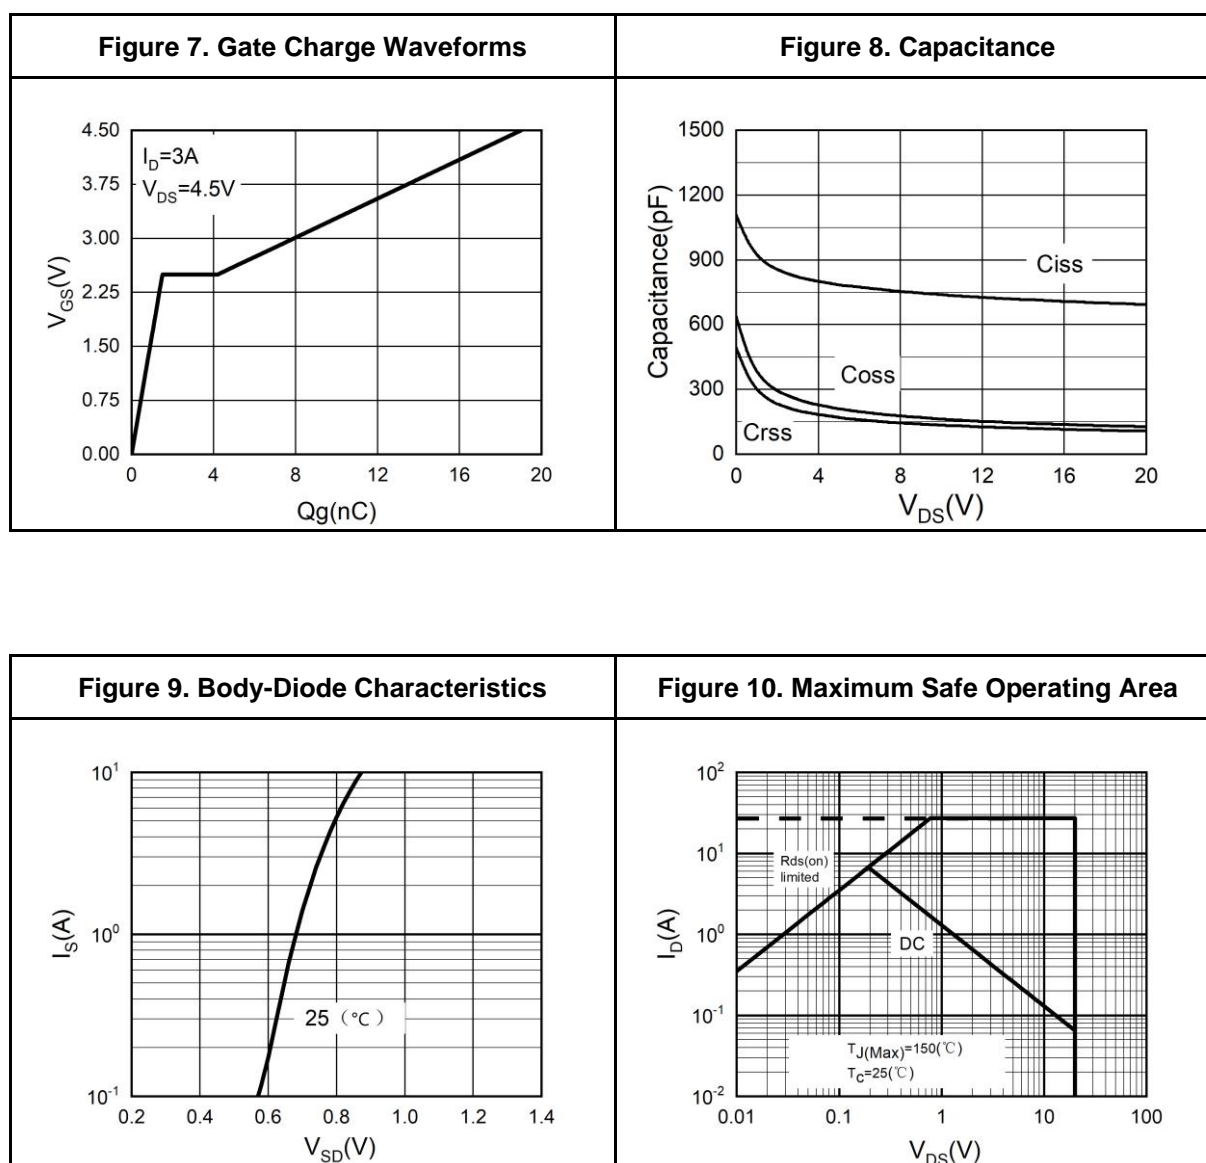 Figure 7. Gate Charge Waveforms
Figure 8. Capacitance
4.50
3.75
3.00
2.25
1.50
0.75
0.00
I_D=3A
V_DS=4.5V
V_GS(V)
0 4 8 12 16 20
Qg(nC)
1500
1200
900
600
300
0
Capacitance(pF)
Ciss
Coss
Crss
0 4 8 12 16 20
V_DS(V)
Figure 9. Body-Diode Characteristics
Figure 10. Maximum Safe Operating Area
10^1
10^0
10^-1
I_S(A)
25（℃）
0.2 0.4 0.6 0.8 1.0 1.2 1.4
V_SD(V)
10^2
10^1
10^0
10^-1
10^-2
I_D(A)
Rds(on)
limited
DC
T_J(Max)=150(℃)
T_C=25(℃)
0.01 0.1 1 10 100
V_DS(V)